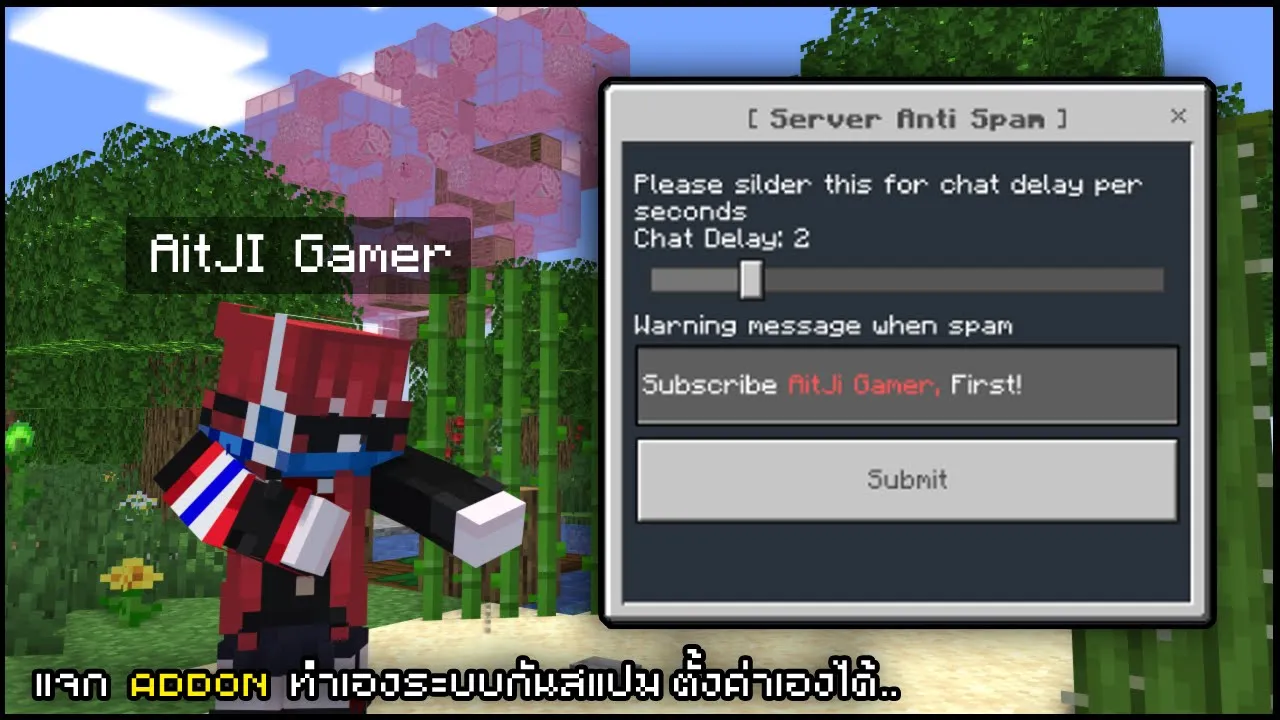 [ Server Anti Spam ]
Please silder this for chat delay per
seconds
Chat Delay: 2
AitJI Gamer
Warning message when spam
Subscribe AitJi Gamer, First!
Submit
แจก ADDON ทำเองระบบกันสแปม ตั้งค่าเองได้..